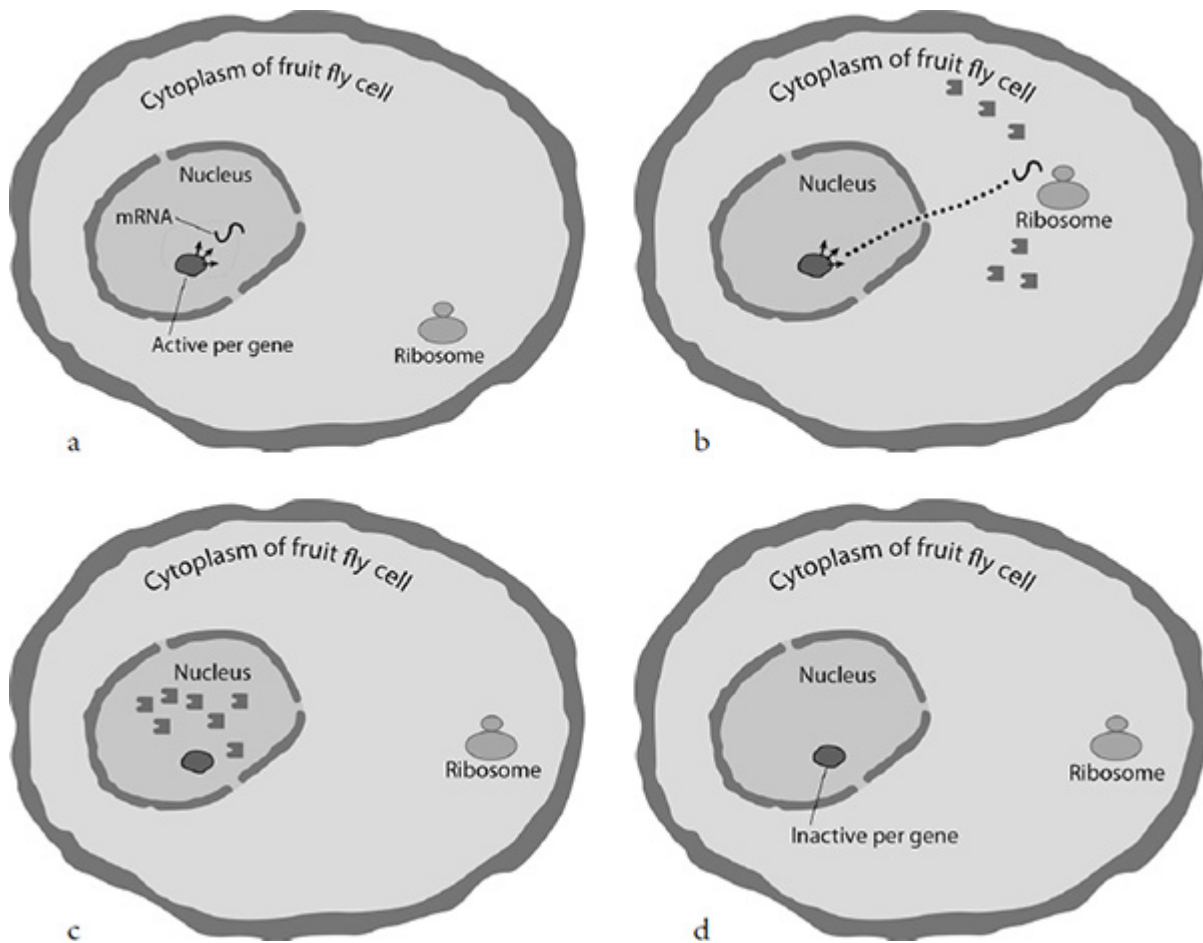 Cytoplasm of fruit fly cell
Nucleus
mRNA
Active per gene
Ribosome
a
Cytoplasm of fruit fly cell
Nucleus
Ribosome
b
Cytoplasm of fruit fly cell
Nucleus
Ribosome
c
Cytoplasm of fruit fly cell
Nucleus
Ribosome
Inactive per gene
d